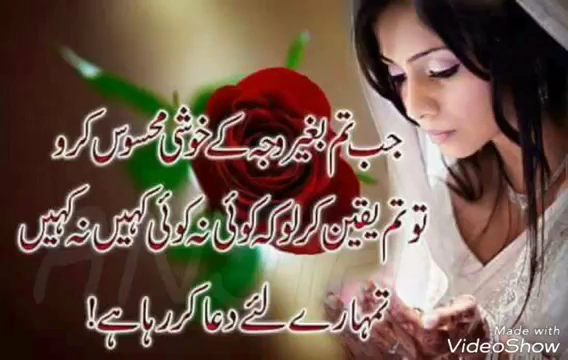 جب تم بغیر وجہ کے خوشی محسوس کرو
تو تم یقین کر لو کہ کوئی نہ کوئی کہیں نہ کہیں
تمہارے لئے دعا کر رہا ہے!
Made with
VideoShow